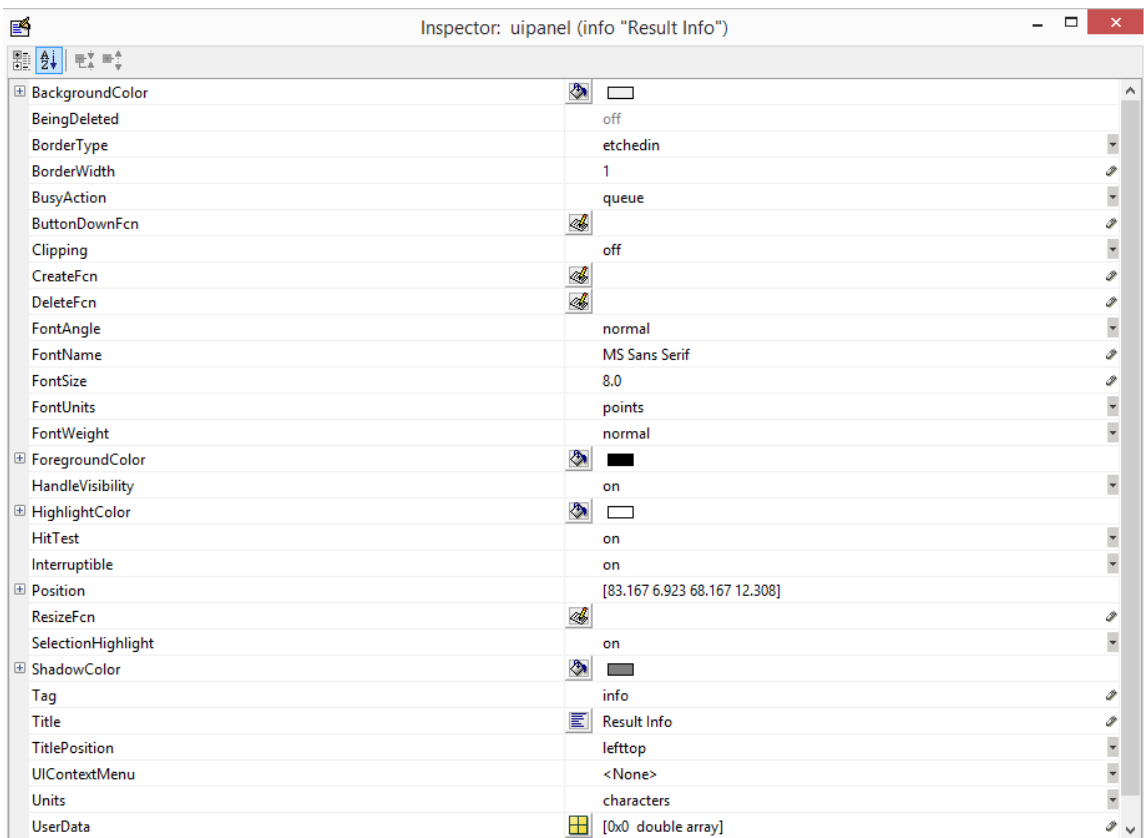 Inspector: uipanel (info "Result Info")
BackgroundColor
BeingDeleted off
BorderType etchedin
BorderWidth 1
BusyAction queue
ButtonDownFcn
Clipping off
CreateFcn
DeleteFcn
FontAngle normal
FontName MS Sans Serif
FontSize 8.0
FontUnits points
FontWeight normal
ForegroundColor
HandleVisibility on
HighlightColor
HitTest on
Interruptible on
Position [83.167 6.923 68.167 12.308]
ResizeFcn
SelectionHighlight on
ShadowColor
Tag info
Title Result Info
TitlePosition lefttop
UIContextMenu <None>
Units characters
UserData [0x0 double array]